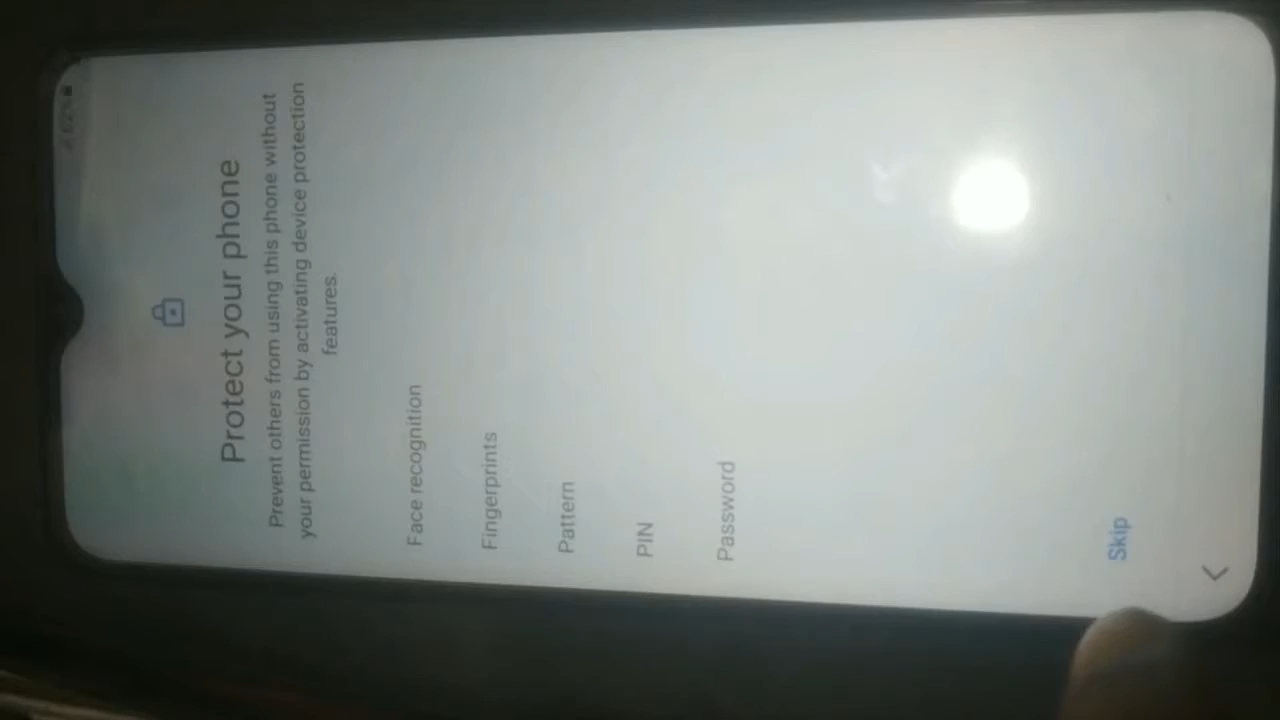 Protect your phone
Prevent others from using this phone without
your permission by activating device protection
features.
Face recognition
Fingerprints
Pattern
PIN
Password
Skip